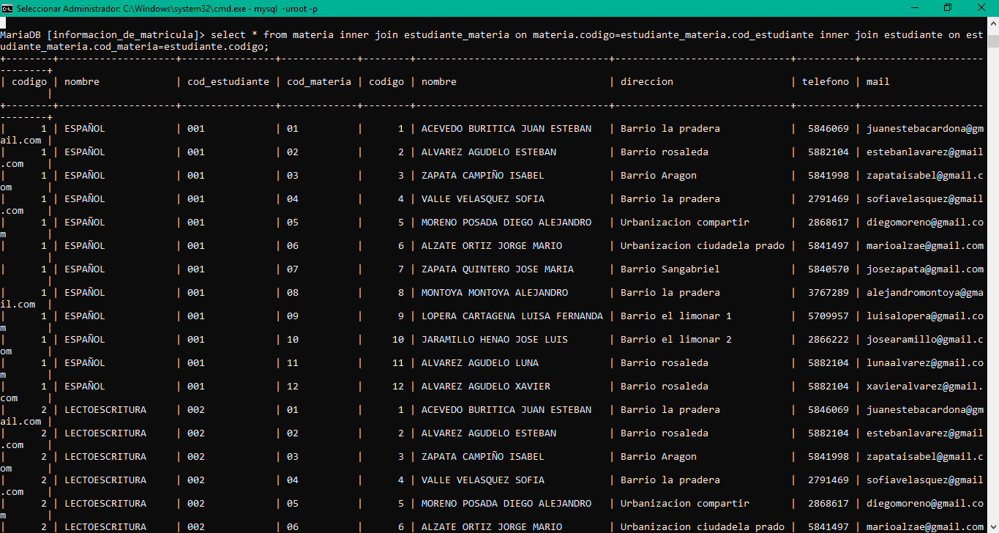 Seleccionar Administrador: C:\Windows\system32\cmd.exe - mysql -uroot -p
MariaDB [informacion_de_matricula]> select * from materia inner join estudiante_materia on materia.codigo=estudiante_materia.cod_estudiante inner join estudiante on est
udiante_materia.cod_materia=estudiante.codigo;
| codigo | nombre | cod_estudiante | cod_materia | codigo | nombre | direccion | telefono | mail
|
| 1 | ESPAÑOL | 001 | 01 | 1 | ACEVEDO BURITICA JUAN ESTEBAN | Barrio la pradera | 5846069 | juanestebacardona@gm
ail.com |
| 1 | ESPAÑOL | 001 | 02 | 2 | ALVAREZ AGUDELO ESTEBAN | Barrio rosaleda | 5882104 | estebanlavarez@gmail
.com |
| 1 | ESPAÑOL | 001 | 03 | 3 | ZAPATA CAMPIÑO ISABEL | Barrio Aragon | 5841998 | zapataisabel@gmail.c
om |
| 1 | ESPAÑOL | 001 | 04 | 4 | VALLE VELASQUEZ SOFIA | Barrio la pradera | 2791469 | sofiavelasquez@gmail
.com |
| 1 | ESPAÑOL | 001 | 05 | 5 | MORENO POSADA DIEGO ALEJANDRO | Urbanizacion compartir | 2868617 | diegomoreno@gmail.co
m |
| 1 | ESPAÑOL | 001 | 06 | 6 | ALZATE ORTIZ JORGE MARIO | Urbanizacion ciudadela prado | 5841497 | marioalzae@gmail.com
|
| 1 | ESPAÑOL | 001 | 07 | 7 | ZAPATA QUINTERO JOSE MARIA | Barrio Sangabriel | 5840570 | josezapata@gmail.com
|
| 1 | ESPAÑOL | 001 | 08 | 8 | MONTOYA MONTOYA ALEJANDRO | Barrio la pradera | 3767289 | alejandromontoya@gma
il.com |
| 1 | ESPAÑOL | 001 | 09 | 9 | LOPERA CARTAGENA LUISA FERNANDA | Barrio el limonar 1 | 5709957 | luisalopera@gmail.co
m |
| 1 | ESPAÑOL | 001 | 10 | 10 | JARAMILLO HENAO JOSE LUIS | Barrio el limonar 2 | 2866222 | josearamillo@gmail.c
om |
| 1 | ESPAÑOL | 001 | 11 | 11 | ALVAREZ AGUDELO LUNA | Barrio rosaleda | 5882104 | lunaalvarez@gmail.co
m |
| 1 | ESPAÑOL | 001 | 12 | 12 | ALVAREZ AGUDELO XAVIER | Barrio rosaleda | 5882104 | xavieralvarez@gmail.
com |
| 2 | LECTOESCRITURA | 002 | 01 | 1 | ACEVEDO BURITICA JUAN ESTEBAN | Barrio la pradera | 5846069 | juanestebacardona@gm
ail.com |
| 2 | LECTOESCRITURA | 002 | 02 | 2 | ALVAREZ AGUDELO ESTEBAN | Barrio rosaleda | 5882104 | estebanlavarez@gmail
.com |
| 2 | LECTOESCRITURA | 002 | 03 | 3 | ZAPATA CAMPIÑO ISABEL | Barrio Aragon | 5841998 | zapataisabel@gmail.c
om |
| 2 | LECTOESCRITURA | 002 | 04 | 4 | VALLE VELASQUEZ SOFIA | Barrio la pradera | 2791469 | sofiavelasquez@gmail
.com |
| 2 | LECTOESCRITURA | 002 | 05 | 5 | MORENO POSADA DIEGO ALEJANDRO | Urbanizacion compartir | 2868617 | diegomoreno@gmail.co
m |
| 2 | LECTOESCRITURA | 002 | 06 | 6 | ALZATE ORTIZ JORGE MARIO | Urbanizacion ciudadela prado | 5841497 | marioalzae@gmail.com